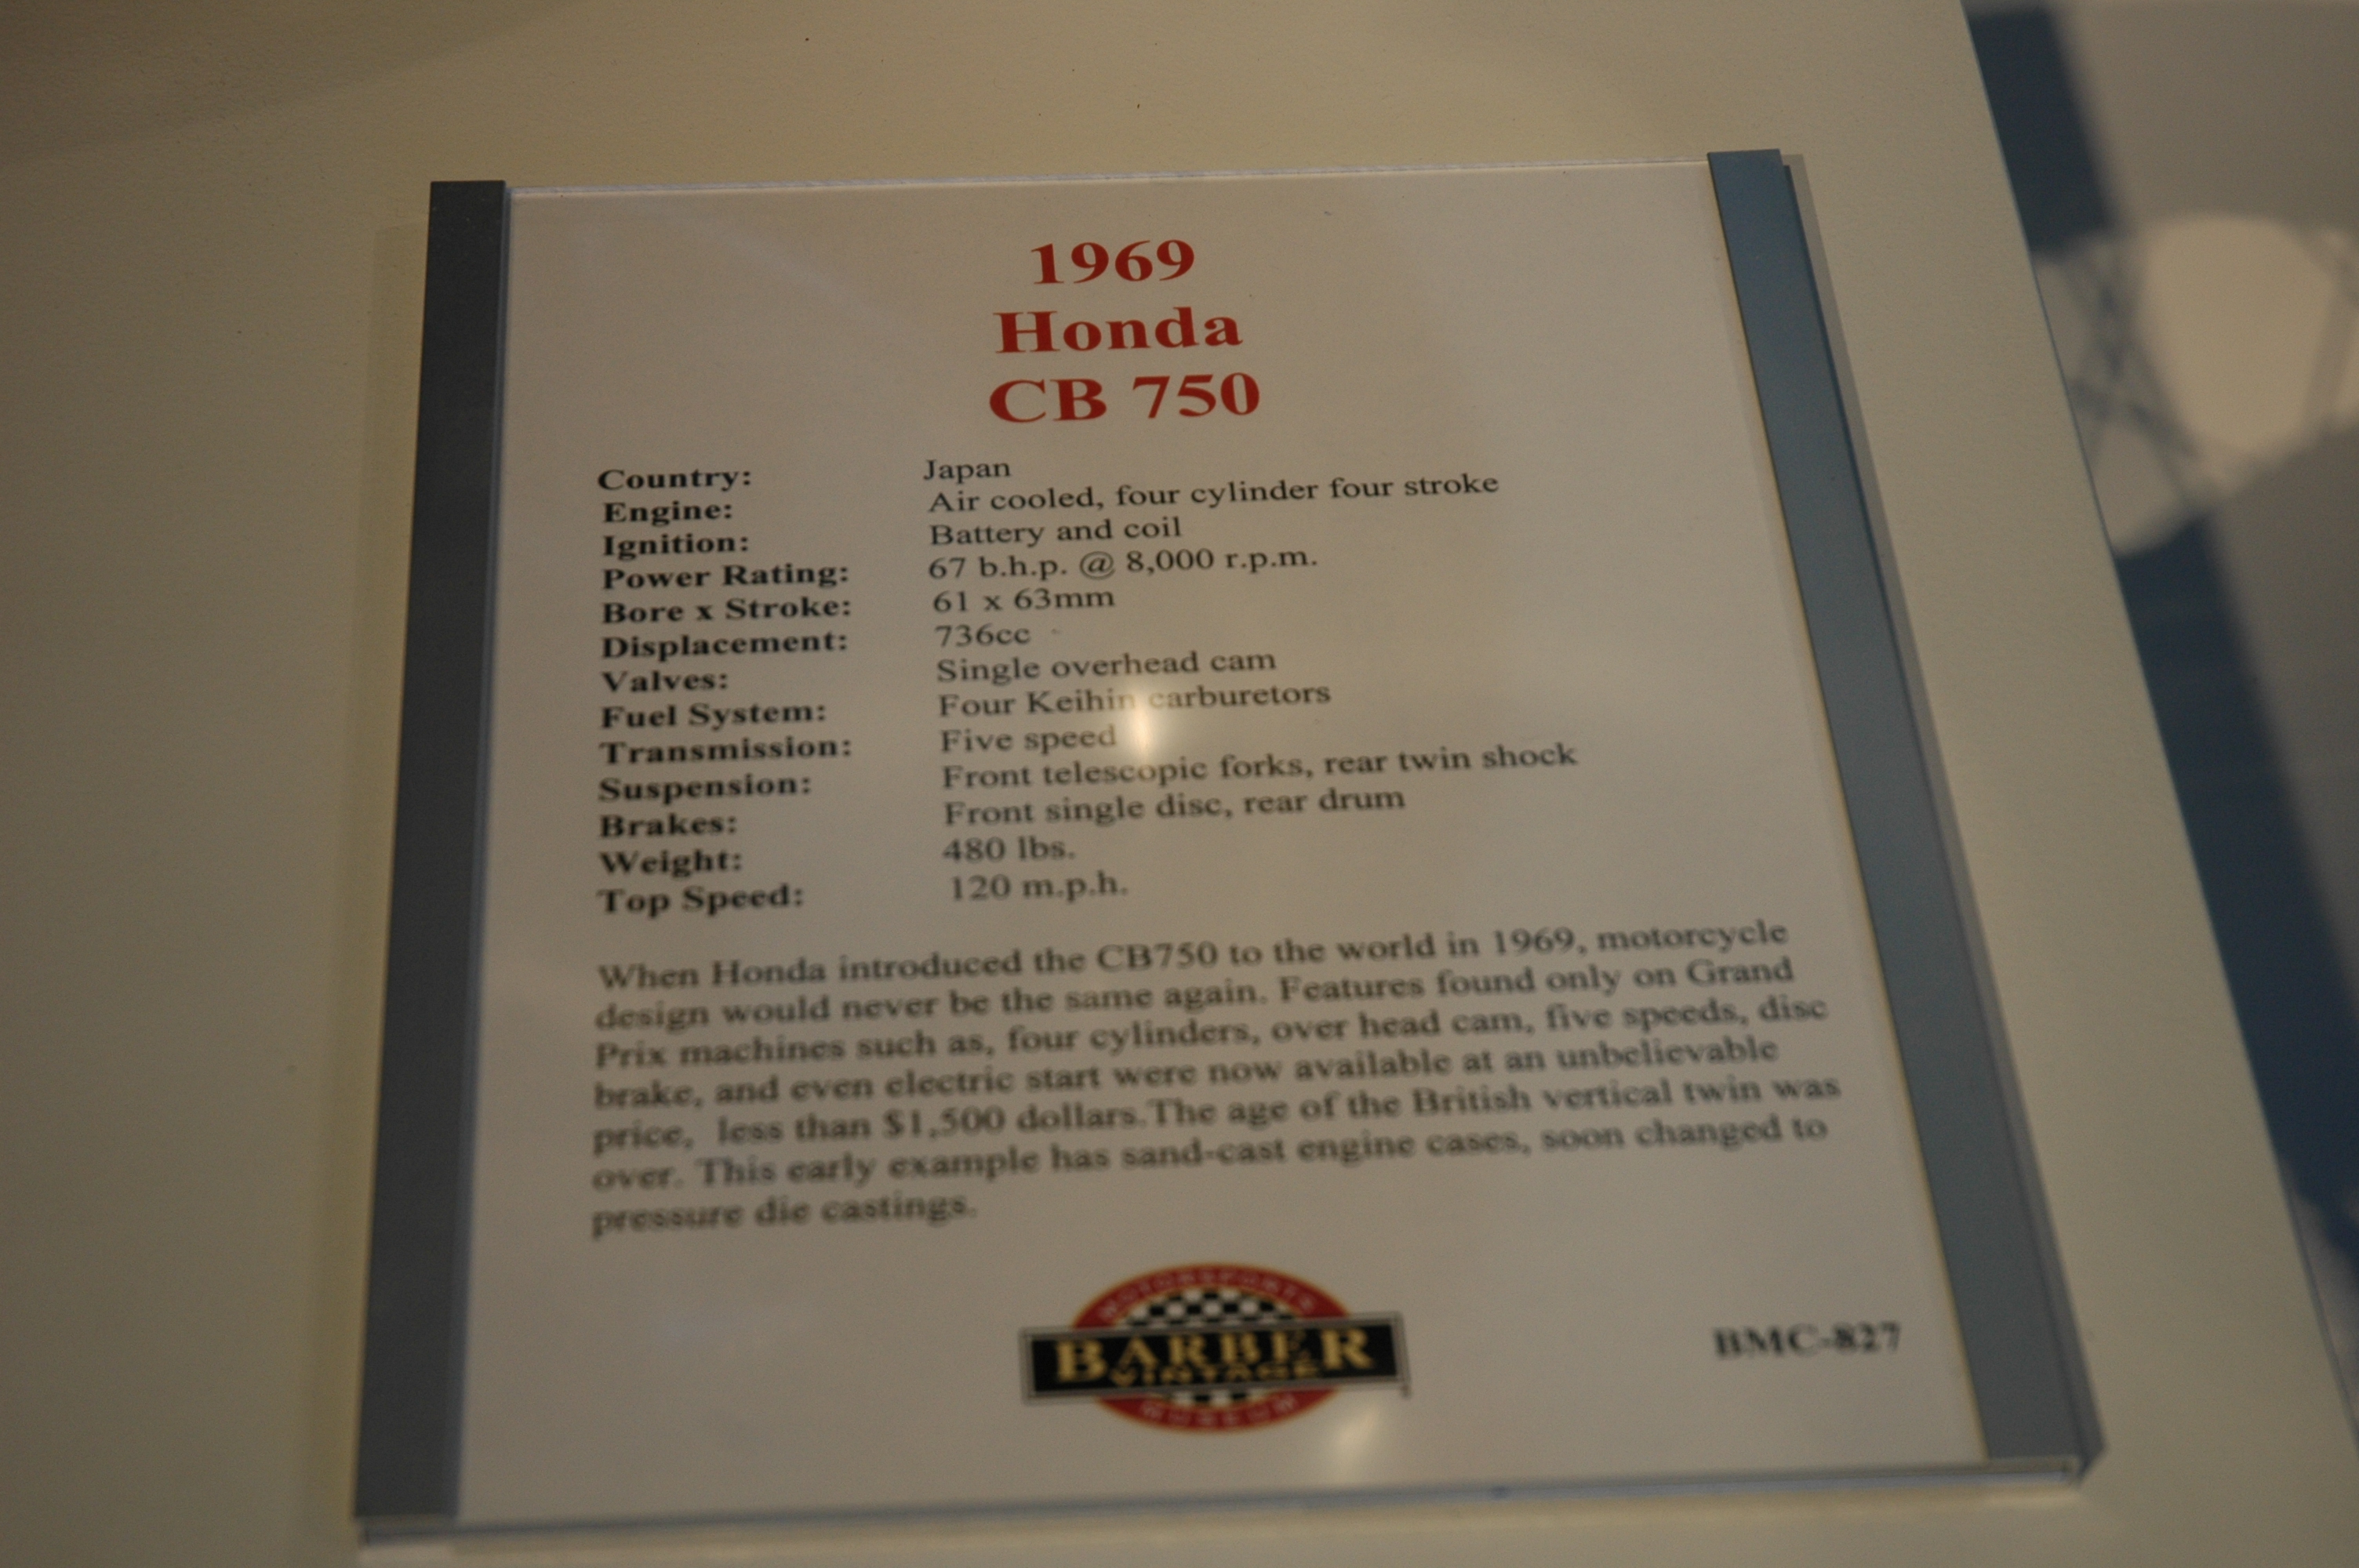 1969
Honda
CB 750
Country: Japan
Engine: Air cooled, four cylinder four stroke
Ignition: Battery and coil
Power Rating: 67 b.h.p. @ 8,000 r.p.m.
Bore x Stroke: 61 x 63mm
Displacement: 736cc
Valves: Single overhead cam
Fuel System: Four Keihin carburetors
Transmission: Five speed
Suspension: Front telescopic forks, rear twin shock
Brakes: Front single disc, rear drum
Weight: 480 lbs.
Top Speed: 120 m.p.h.
When Honda introduced the CB750 to the world in 1969, motorcycle
design would never be the same again. Features found only on Grand
Prix machines such as, four cylinders, over head cam, five speeds, disc
brake, and even electric start were now available at an unbelievable
price, less than $1,500 dollars.The age of the British vertical twin was
over. This early example has sand-cast engine cases, soon changed to
pressure die castings.
MOTORSPORTS
BARBER
VINTAGE
MUSEUM
BMC-827